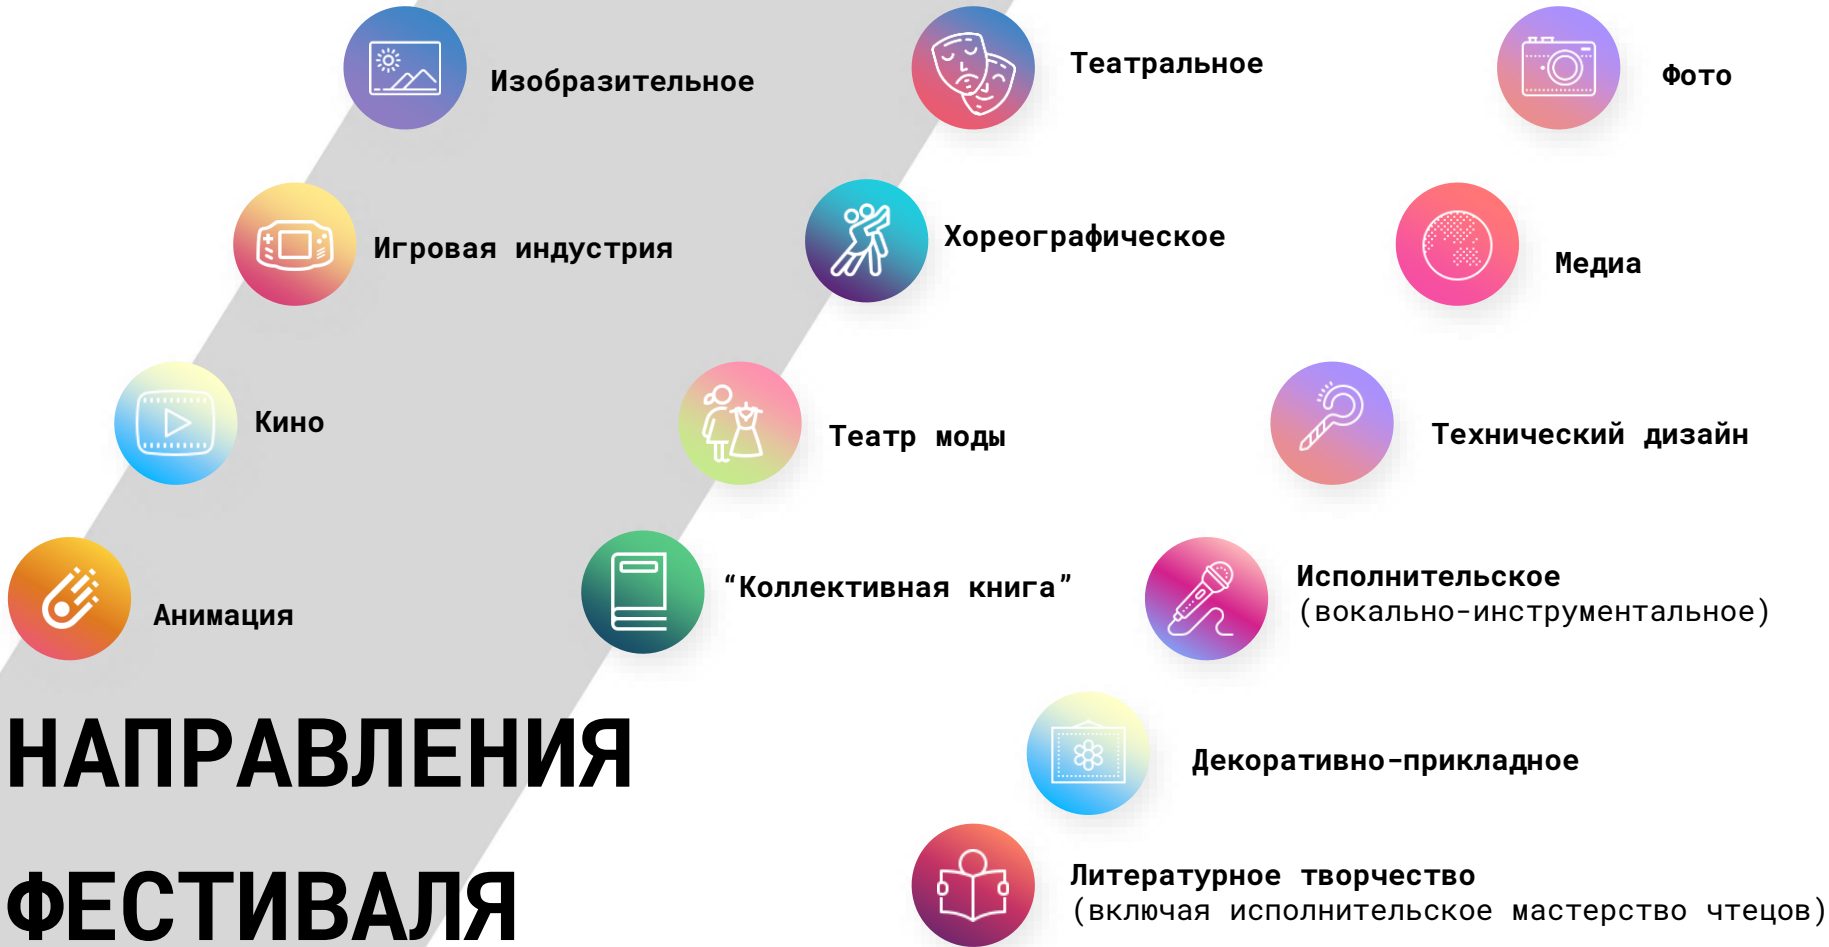 Изобразительное
Театральное
Фото
Игровая индустрия
Хореографическое
Медиа
Кино
Театр моды
Технический дизайн
Анимация
“Коллективная книга”
Исполнительское
(вокально-инструментальное)
Декоративно-прикладное
Литературное творчество
(включая исполнительское мастерство чтецов)
НАПРАВЛЕНИЯ
ФЕСТИВАЛЯ